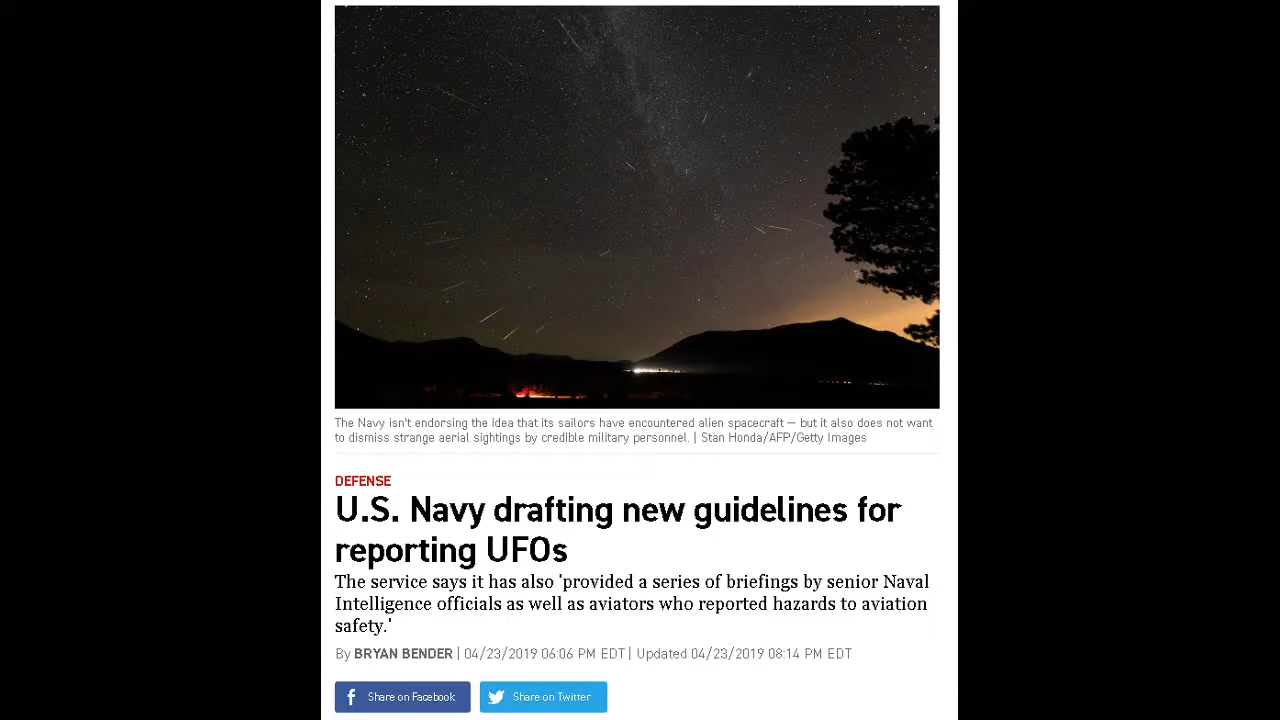 The Navy isn't endorsing the idea that its sailors have encountered alien spacecraft — but it also does not want
to dismiss strange aerial sightings by credible military personnel. | Stan Honda/AFP/Getty Images
DEFENSE
U.S. Navy drafting new guidelines for
reporting UFOs
The service says it has also 'provided a series of briefings by senior Naval
Intelligence officials as well as aviators who reported hazards to aviation
safety.'
By BRYAN BENDER | 04/23/2019 06:06 PM EDT | Updated 04/23/2019 08:14 PM EDT
Share on Facebook Share on Twitter